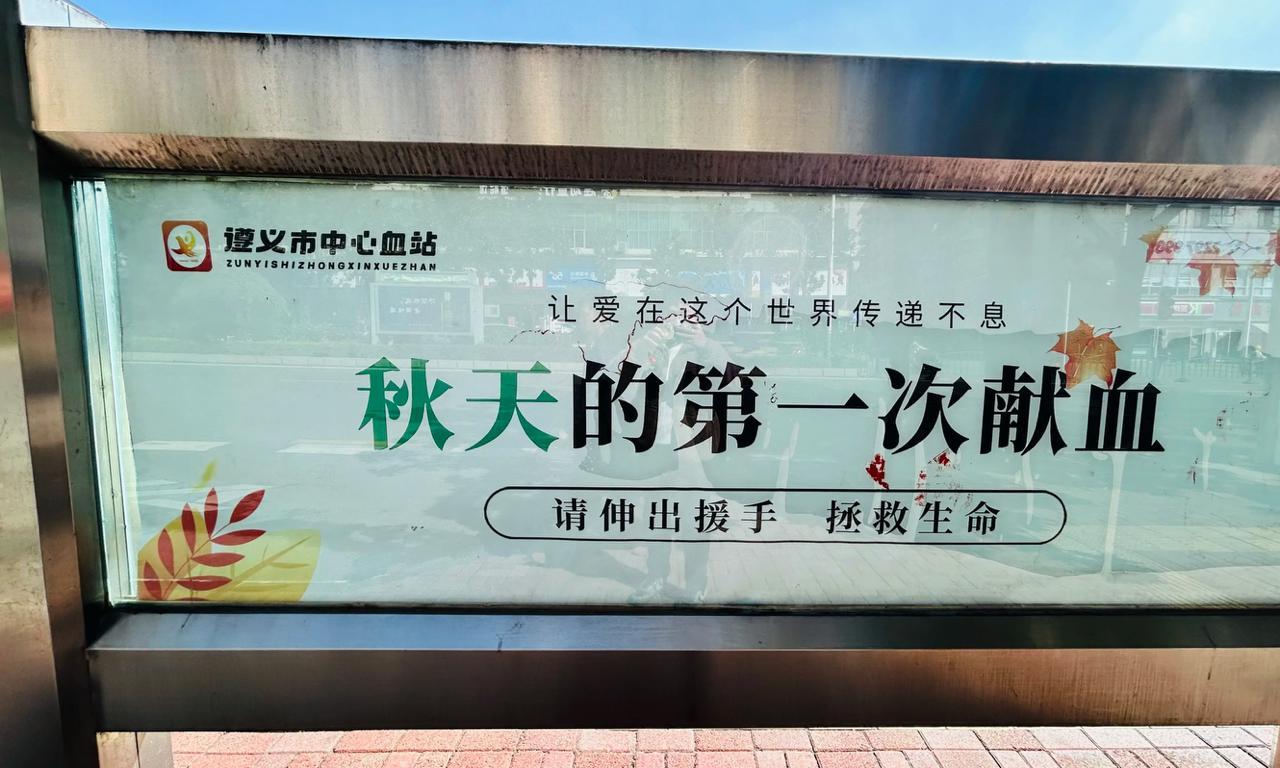 遵义市中心血站
ZUNYISHIZHONGXINXUEZHAN
让爱在这个世界传递不息
秋天的第一次献血
请伸出援手 拯救生命